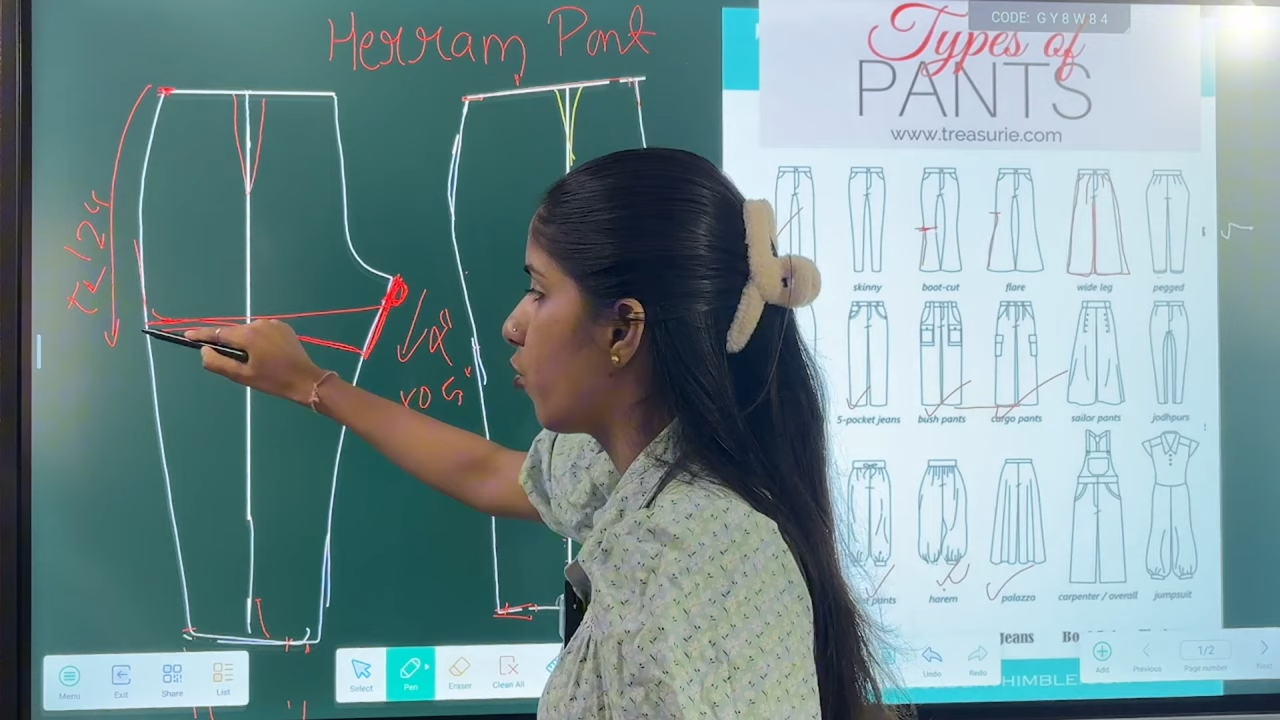 Herram Pant
CODE: GY8W84
Types of
PANTS
www.treasurie.com
skinny boot-cut flare wide leg pegged
5-pocket jeans bush pants cargo pants sailor pants jodhpurs
pants harem palazzo carpenter / overall jumpsuit
Jeans
Menu Exit Share List
Select Pen Eraser Clean All
Undo Redo
Add Previous 1/2 Page number Next
HIMBLE